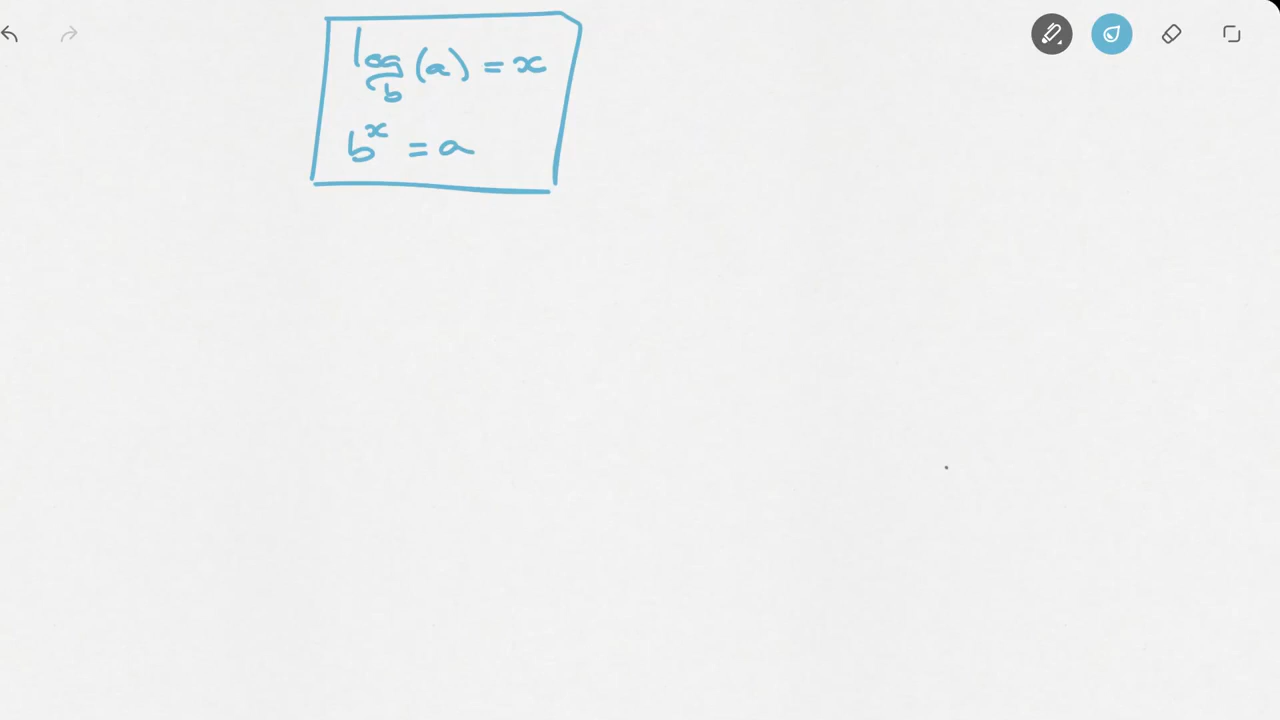 log_b (a) = x
b^x = a